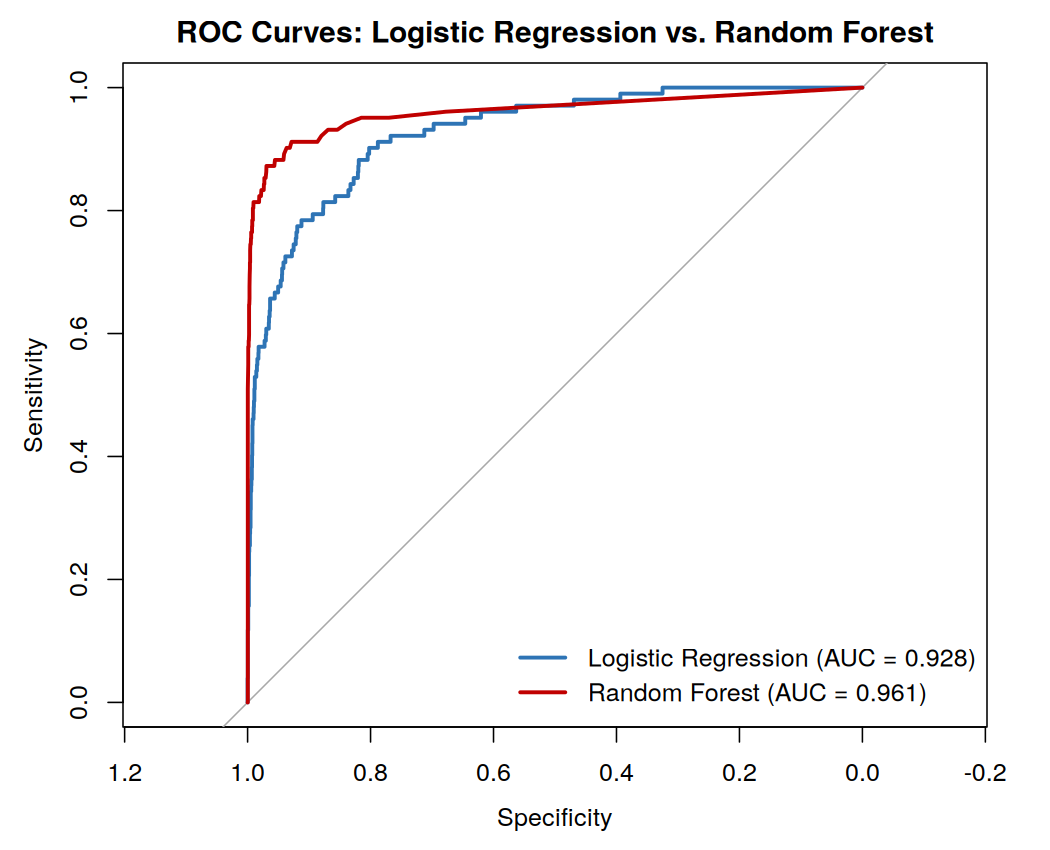 ROC Curves: Logistic Regression vs. Random Forest
Sensitivity
1.0
0.8
0.6
0.4
0.2
0.0
Logistic Regression (AUC = 0.928)
Random Forest (AUC = 0.961)
1.2 1.0 0.8 0.6 0.4 0.2 0.0 -0.2
Specificity